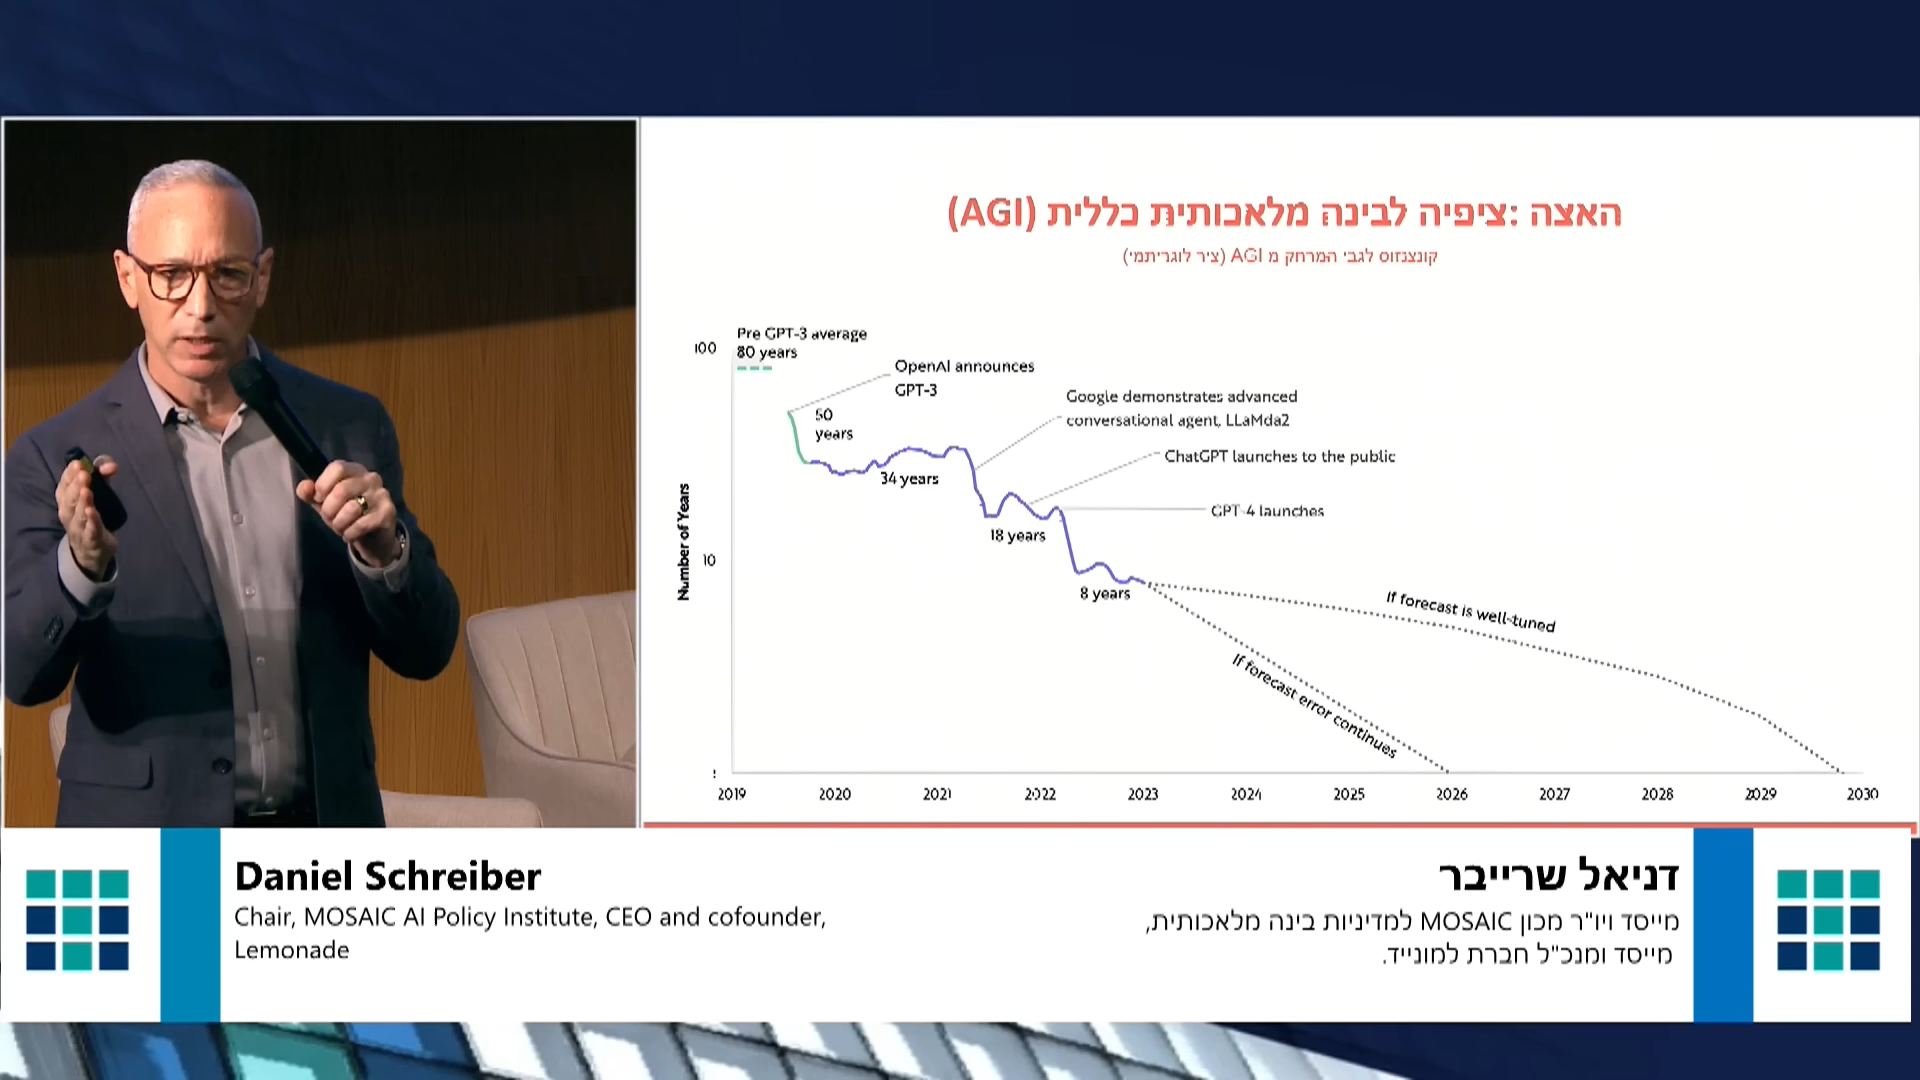 האצה: ציפיה לבינה מלאכותית כללית (AGI)
קונצנזוס לגבי המרחק מ AGI (ציר לוגריתמי)
Pre GPT-3 average
80 years
OpenAI announces
GPT-3
50
years
34 years
Google demonstrates advanced
conversational agent, LLaMda2
ChatGPT launches to the public
18 years
GPT-4 launches
8 years
If forecast is well-tuned
If forecast error continues
Number of Years
100
10
1
2019 2020 2021 2022 2023 2024 2025 2026 2027 2028 2029 2030
Daniel Schreiber
Chair, MOSAIC AI Policy Institute, CEO and cofounder,
Lemonade
דניאל שרייבר
מייסד ויו"ר מכון MOSAIC למדיניות בינה מלאכותית,
מייסד ומנכ"ל חברת למונייד.